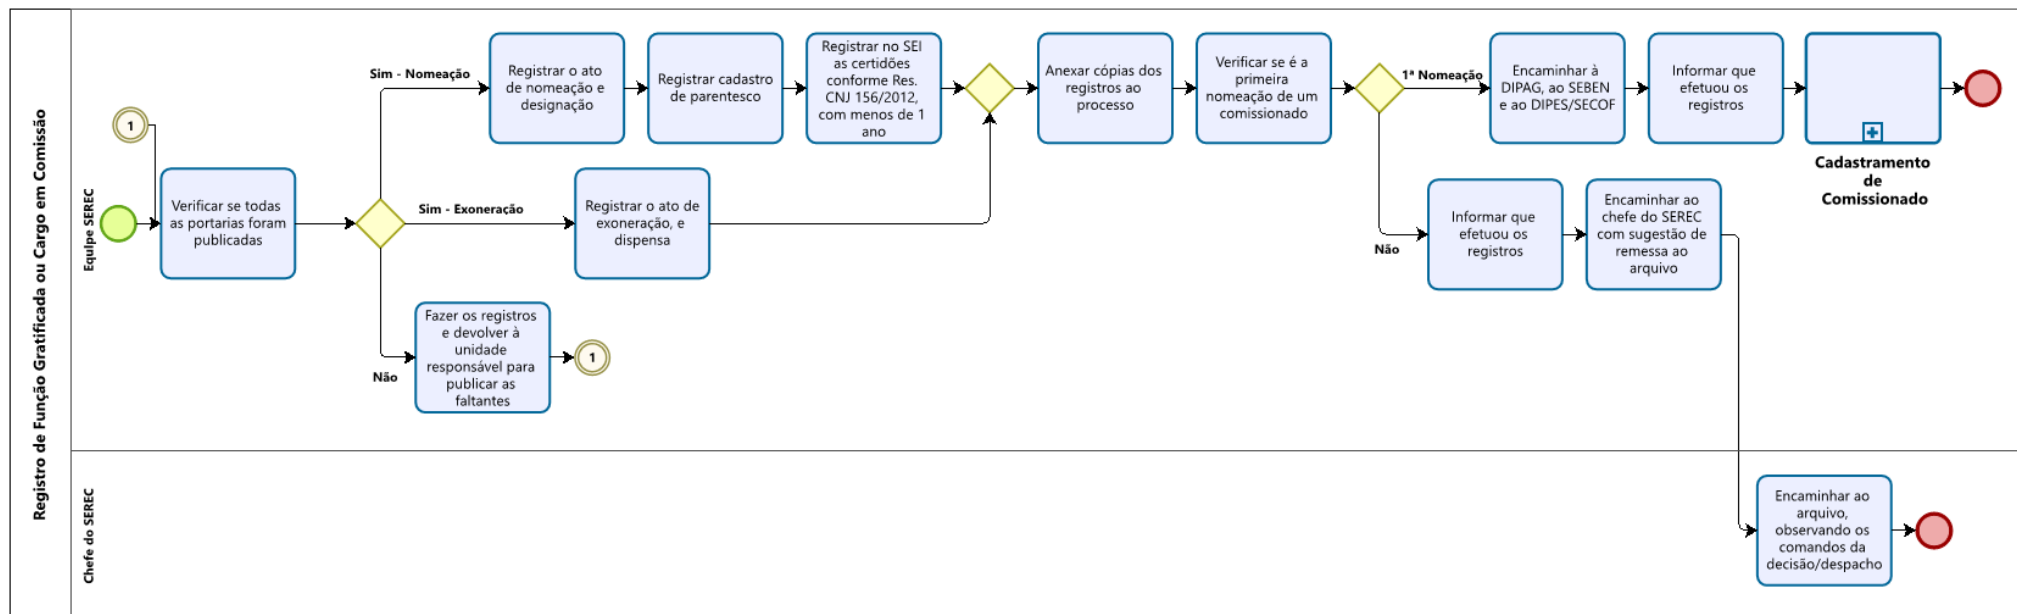 Registro de Função Gratificada ou Cargo em Comissão
Equipe SEREC
1
Verificar se todas
as portarias foram
publicadas
Sim - Nomeação
Registrar o ato
de nomeação e
designação
Registrar cadastro
de parentesco
Registrar no SEI
as certidões
conforme Res.
CNJ 156/2012,
com menos de 1
ano
Sim - Exoneração
Registrar o ato de
exoneração, e
dispensa
Não
Fazer os registros
e devolver à
unidade
responsável para
publicar as
faltantes
1
Anexar cópias dos
registros ao
processo
Verificar se é a
primeira
nomeação de um
comissionado
1ª Nomeação
Encaminhar à
DIPAG, ao SEBEN
e ao DIPES/SECOF
Informar que
efetuou os
registros
Cadastramento
de
Comissionado
Não
Informar que
efetuou os
registros
Encaminhar ao
chefe do SEREC
com sugestão de
remessa ao
arquivo
Chefe do SEREC
Encaminhar ao
arquivo,
observando os
comandos da
decisão/despacho